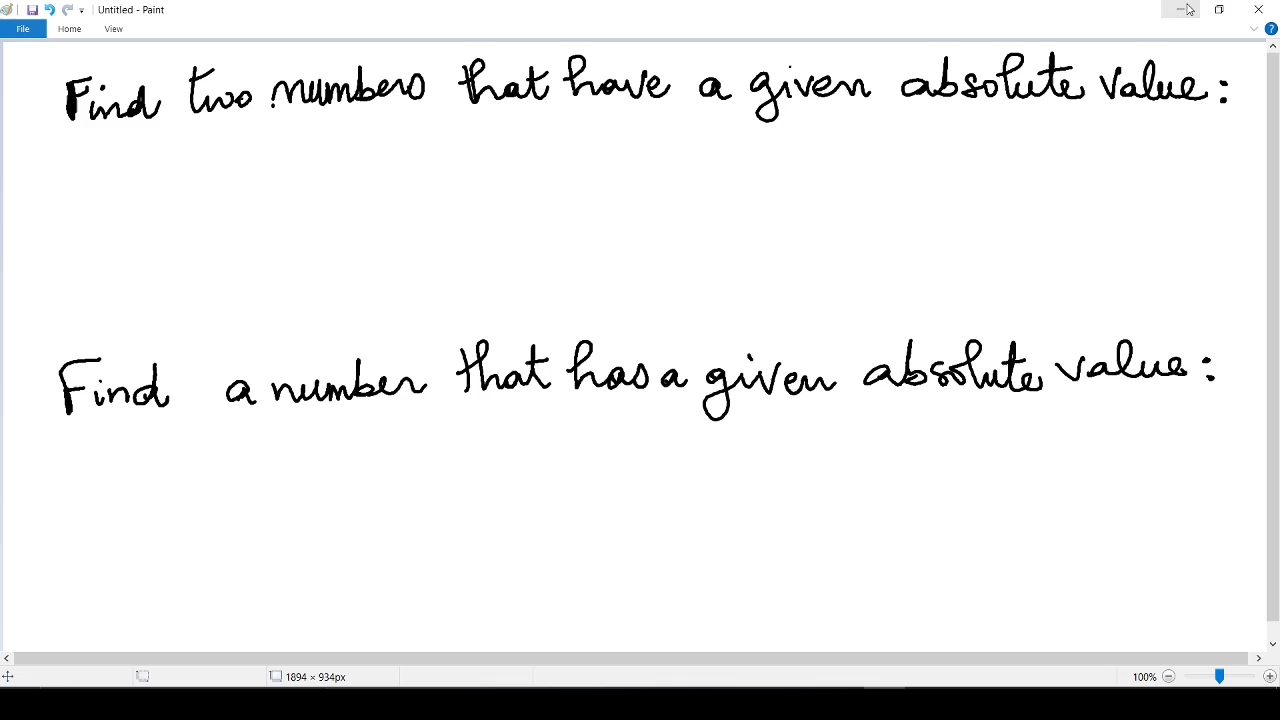 Untitled - Paint
File Home View
Find two numbers that have a given absolute value:
Find a number that has a given absolute value:
1894 × 934px 100%